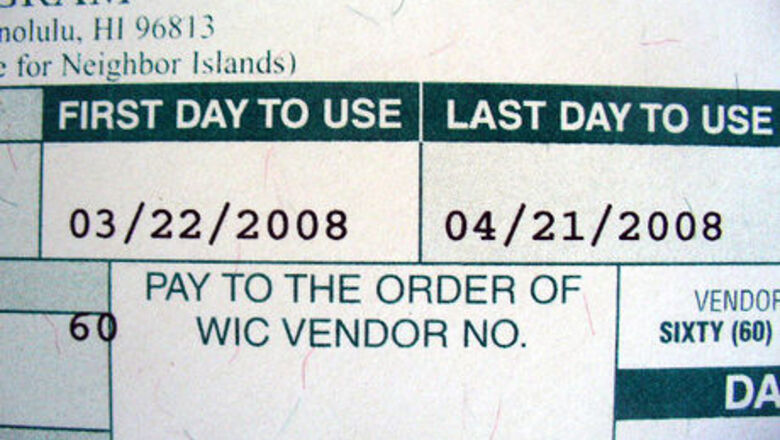 nolulu, HI 96813
e for Neighbor Islands)
FIRST DAY TO USE LAST DAY TO USE
03/22/2008 04/21/2008
PAY TO THE ORDER OF
WIC VENDOR NO.
60
VENDOR
SIXTY (60)
DA